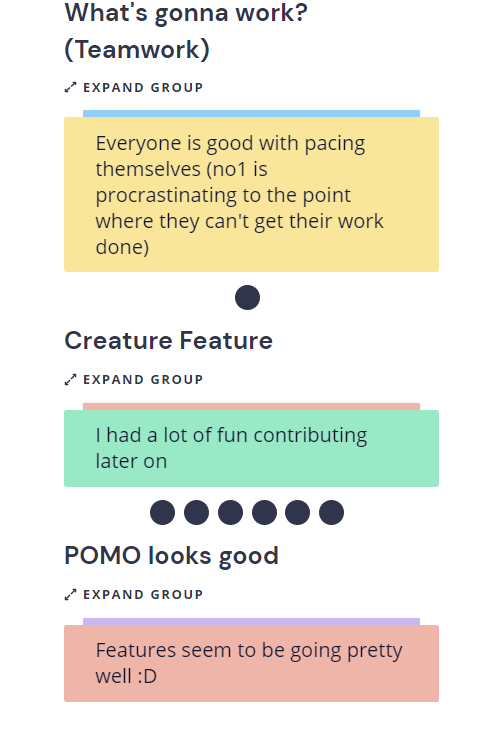 What's gonna work?
(Teamwork)
EXPAND GROUP
Everyone is good with pacing
themselves (no1 is
procrastinating to the point
where they can't get their work
done)
Creature Feature
EXPAND GROUP
I had a lot of fun contributing
later on
POMO looks good
EXPAND GROUP
Features seem to be going pretty
well :D